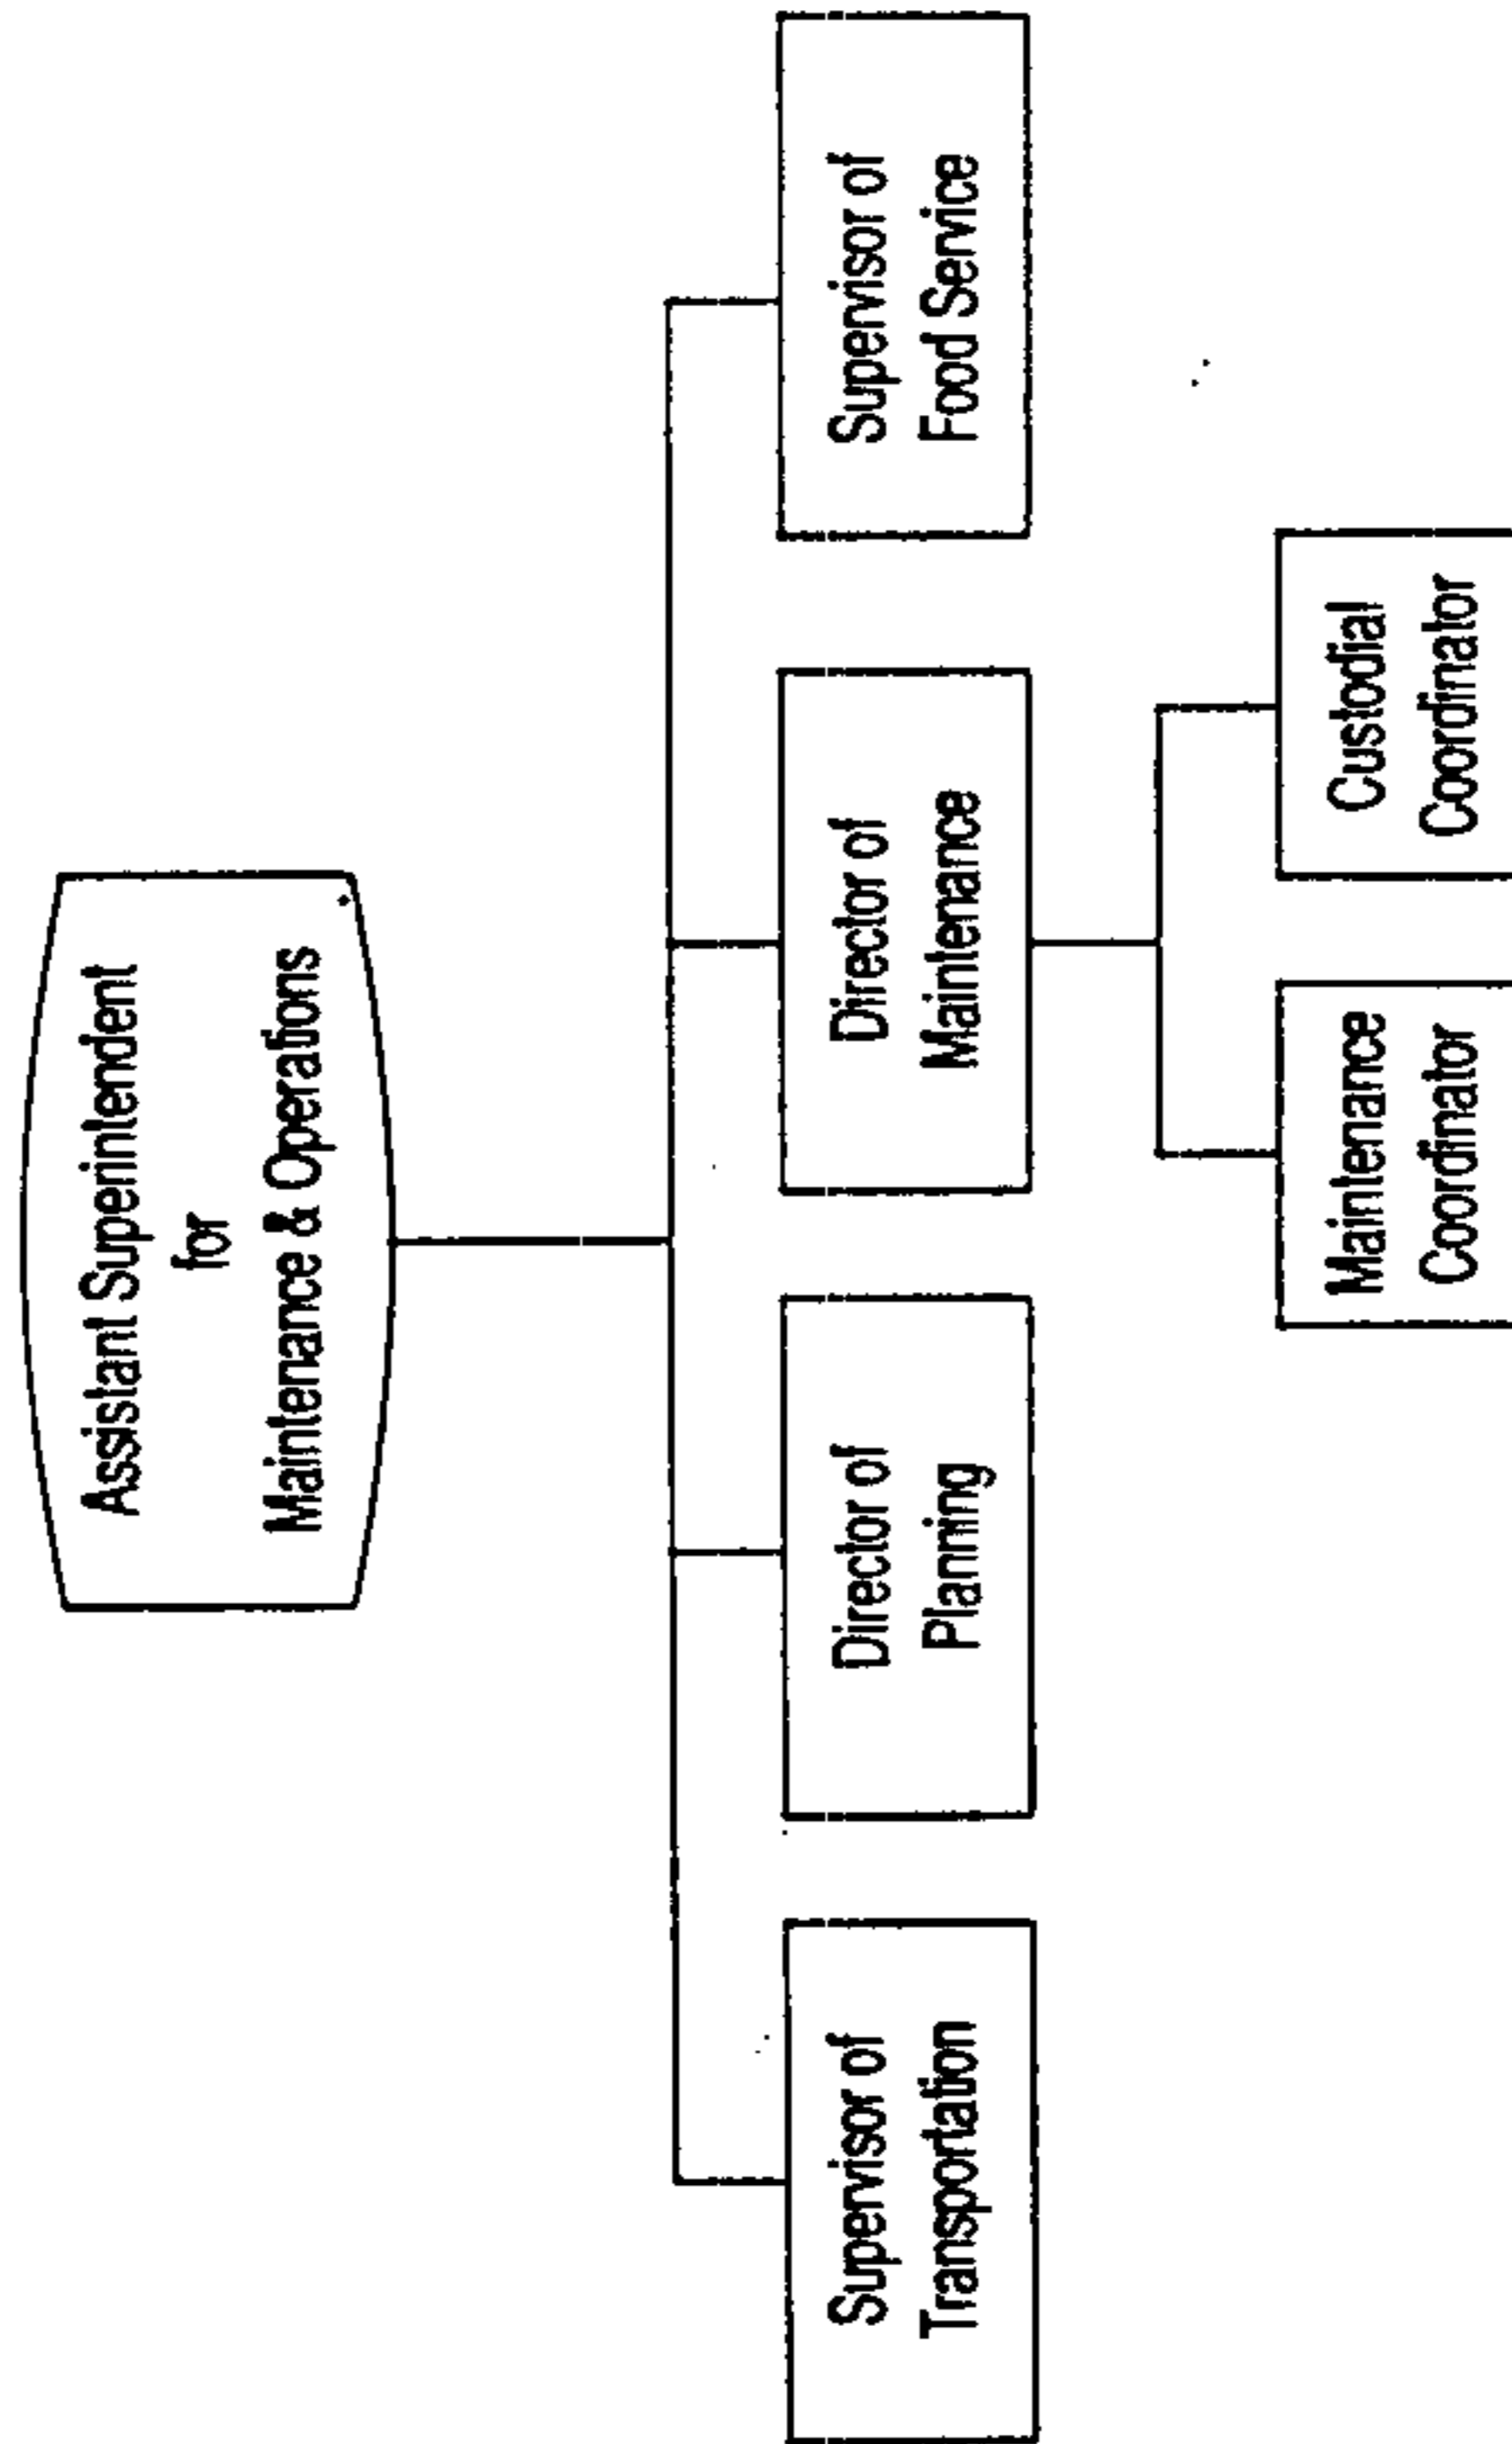 Assistant Superintendent
for
Maintenance & Operations
Supervisor of
Transportation
Director of
Planning
Director of
Maintenance
Supervisor of
Food Service
Maintenance
Coordinator
Custodial
Coordinator